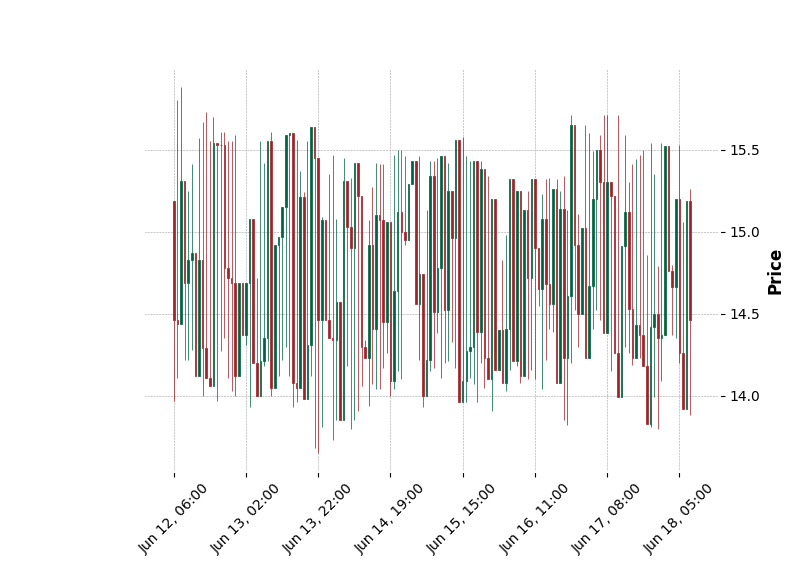 15.5
15.0
14.5
14.0
Price
Jun 12, 06:00
Jun 13, 02:00
Jun 13, 22:00
Jun 14, 19:00
Jun 15, 15:00
Jun 16, 11:00
Jun 17, 08:00
Jun 18, 05:00